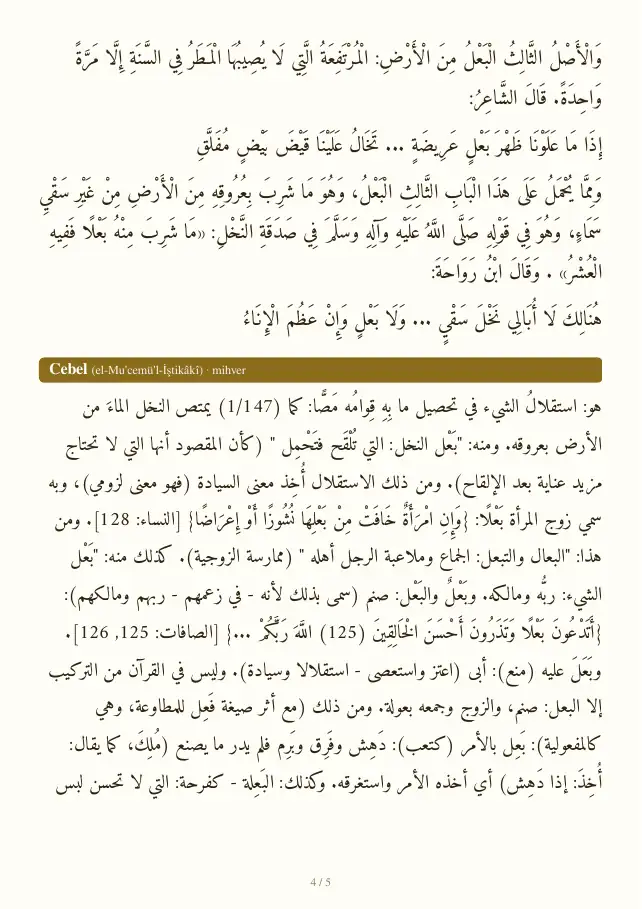 وَالْأَصْلُ الثَّالِثُ الْبَعْلُ مِنَ الْأَرْضِ: الْمُرْتَفِعَةُ الَّتِي لَا يُصِيبُهَا الْمَطَرُ فِي السَّنَةِ إِلَّا مَرَّةً
وَاحِدَةً. قَالَ الشَّاعِرُ:
إِذَا مَا عَلَوْنَا ظَهْرَ بَعْلٍ عَرِيضَةٍ ... تَخَالُ عَلَيْنَا قَيْضَ بَيْضٍ مُفَلَّقِ
وَمِمَّا يُحْمَلُ عَلَى هَذَا الْبَابِ الثَّالِثِ الْبَعْلُ، وَهُوَ مَا شَرِبَ بِعُرُوقِهِ مِنَ الْأَرْضِ مِنْ غَيْرِ سَقْيِ
سَمَاءٍ، وَهُوَ فِي قَوْلِهِ صَلَّى اللَّهُ عَلَيْهِ وَآلِهِ وَسَلَّمَ فِي صَدَقَةِ النَّخْلِ: «مَا شَرِبَ مِنْهُ بَعْلًا فَفِيهِ
الْعُشْرُ» . وَقَالَ ابْنُ رَوَاحَةَ:
هُنَالِكَ لَا أُبَالِي نَخْلَ سَقْيٍ ... وَلَا بَعْلٍ وَإِنْ عَظُمَ الْإِنَاءُ
Cebel (el-Mu'cemü'l-İştikâkî) · mihver
هو: استقلالُ الشيء في تحصيل ما بِهِ قِوامُه مَصًّا: كما (1/147) يمتص النخل الماءَ من
الأرض بعروقه. ومنه: "بَعْل النخل: التي تُلْقَح فتَحْمِل " (كأن المقصود أنها التي لا تحتاج
مزيد عناية بعد الإلقاح). ومن ذلك الاستقلال أُخِذ معنى السيادة (فهو معنى لزومي)، وبه
سمي زوج المرأة بَعْلًا: {وَإِنِ امْرَأَةٌ خَافَتْ مِنْ بَعْلِهَا نُشُوزًا أَوْ إِعْرَاضًا} [النساء: 128]. ومن
هذا: "البعال والتبعل: الجماع وملاعبة الرجل أهله " (ممارسة الزوجية). كذلك منه: "بَعْل
الشيء: ربُّه ومالكه. وبَعْلٌ والبَعْل: صنم (سمى بذلك لأنه - في زعمهم - ربهم ومالكهم):
{أَتَدْعُونَ بَعْلًا وَتَذَرُونَ أَحْسَنَ الْخَالِقِينَ (125) اللَّهَ رَبَّكُمْ ...} [الصافات: 125, 126].
وبَعَلَ عليه (منع): أبى (اعتز واستعصى - استقلالا وسيادة). وليس في القرآن من التركيب
إلا البعل: صنم، والزوج وجمعه بعولة. ومن ذلك (مع أثر صيغة فَعِل للمطاوعة، وهي
كالمفعولية): بَعِل بالأمر (كتعب): دَهِش وفَرِق وبَرِم فلم يدر ما يصنع (مُلِكَ، كما يقال:
أُخِذَ: إذا دَهِش) أي أخذه الأمر واستغرقه. وكذلك: البَعِلة - كفرحة: التي لا تحسن لبس
4 / 5